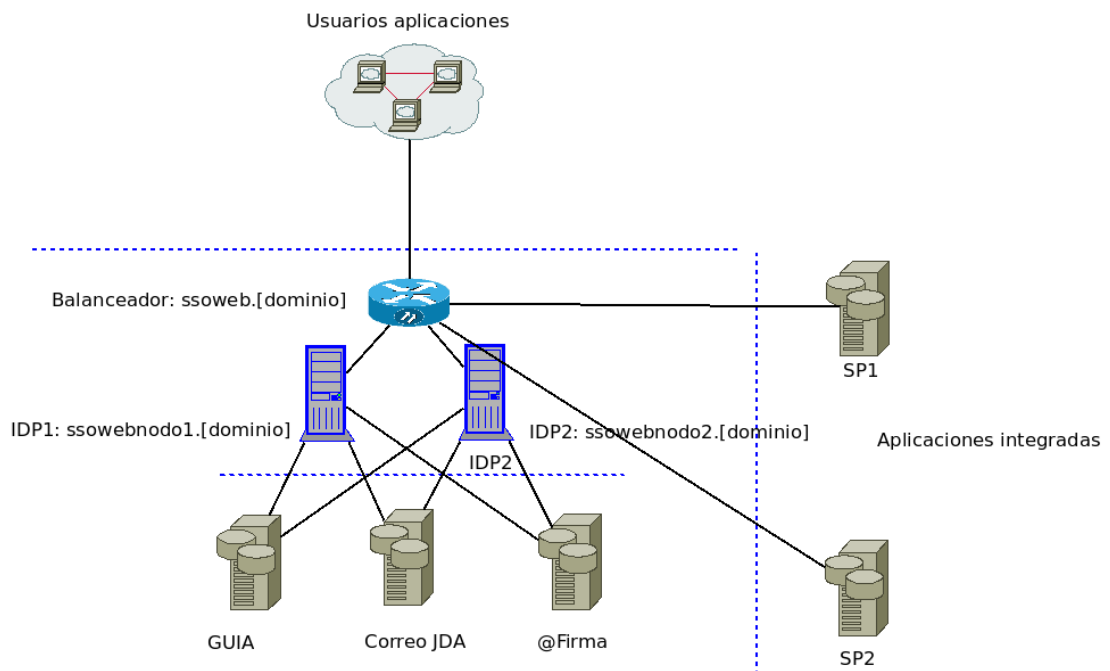 Usuarios aplicaciones
Balanceador: ssoweb.[dominio]
SP1
IDP1: ssowebnodo1.[dominio]
IDP2: ssowebnodo2.[dominio]
Aplicaciones integradas
IDP2
GUIA
Correo JDA
@Firma
SP2